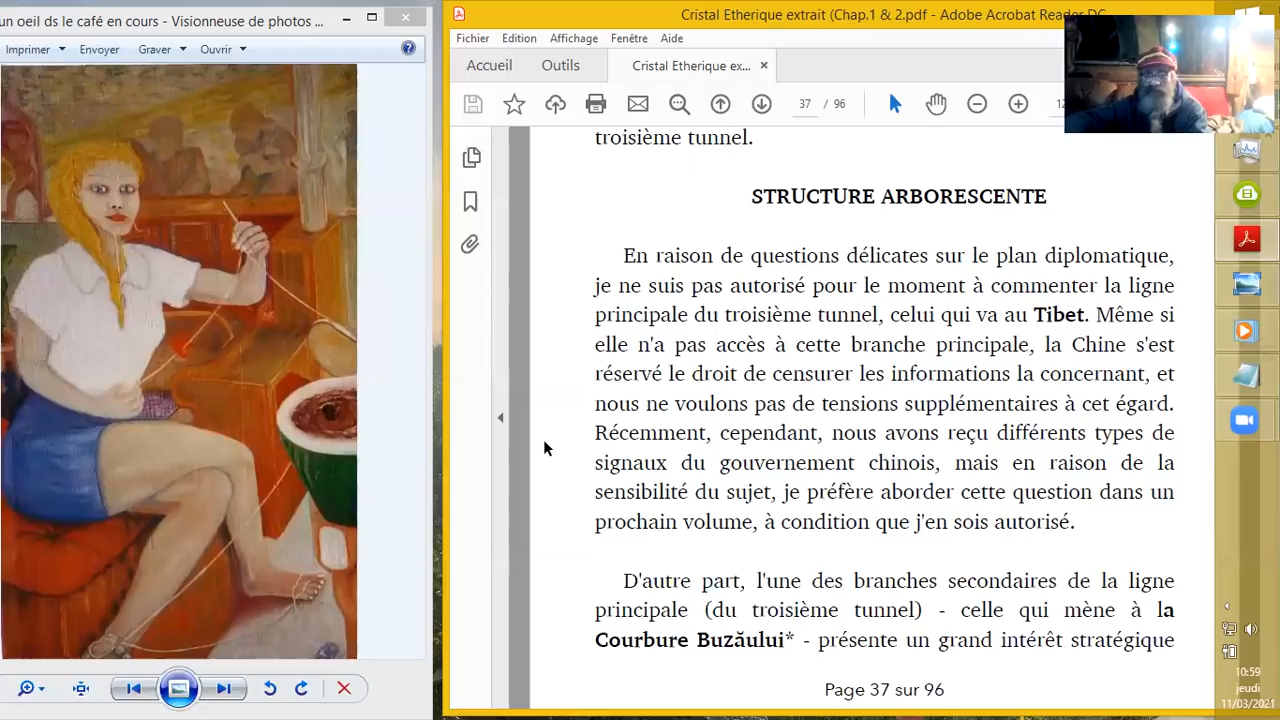 un oeil ds le café en cours - Visionneuse de photos ...
Imprimer Envoyer Graver Ouvrir
Cristal Etherique extrait (Chap.1 & 2.pdf - Adobe Acrobat Reader DC
Fichier Edition Affichage Fenêtre Aide
Accueil Outils Cristal Etherique ex... ×
37 / 96
troisième tunnel.
STRUCTURE ARBORESCENTE
En raison de questions délicates sur le plan diplomatique,
je ne suis pas autorisé pour le moment à commenter la ligne
principale du troisième tunnel, celui qui va au Tibet. Même si
elle n'a pas accès à cette branche principale, la Chine s'est
réservé le droit de censurer les informations la concernant, et
nous ne voulons pas de tensions supplémentaires à cet égard.
Récemment, cependant, nous avons reçu différents types de
signaux du gouvernement chinois, mais en raison de la
sensibilité du sujet, je préfère aborder cette question dans un
prochain volume, à condition que j'en sois autorisé.
D'autre part, l'une des branches secondaires de la ligne
principale (du troisième tunnel) - celle qui mène à la
Courbure Buzăului* - présente un grand intérêt stratégique
Page 37 sur 96
10:59
jeudi
11/03/2021